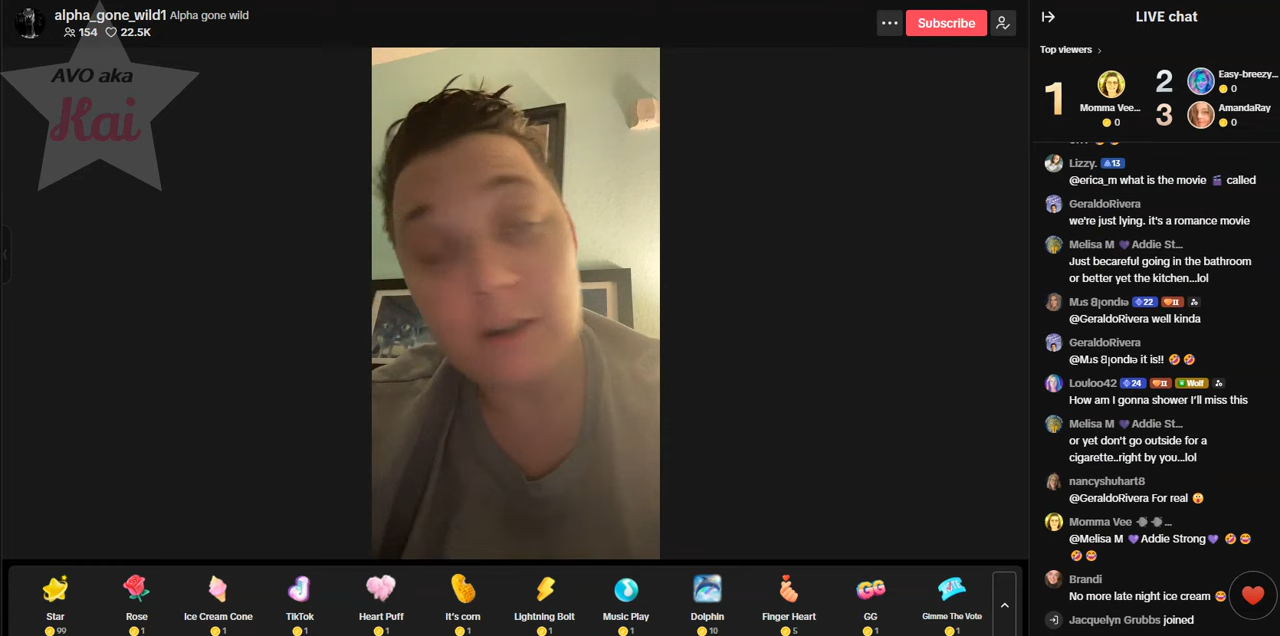 alpha_gone_wild1 Alpha gone wild
154 22.5K
Subscribe
AVO aka
Kai
LIVE chat
Top viewers
1
Momma Vee...
0
2
Easy-breezy...
0
3
AmandaRay
0
Lizzy. 13
@erica_m what is the movie 🎬 called
GeraldoRivera
we're just lying. it's a romance movie
Melisa M 💜Addie St...
Just becareful going in the bathroom
or better yet the kitchen...lol
Mɹs 8ןondıǝ 22 II
@GeraldoRivera well kinda
GeraldoRivera
@Mɹs 8ןondıǝ it is!! 🤣 🤣
Louloo42 24 II Wolf
How am I gonna shower I'll miss this
Melisa M 💜Addie St...
or yet don't go outside for a
cigarette..right by you...lol
nancyshuhart8
@GeraldoRivera For real 😲
Momma Vee ...
@Melisa M 💜Addie Strong💜 🤣 😂
🤣 😂
Brandi
No more late night ice cream 😂
Jacquelyn Grubbs joined
Star
99
Rose
1
Ice Cream Cone
1
TikTok
1
Heart Puff
1
It's corn
1
Lightning Bolt
1
Music Play
1
Dolphin
10
Finger Heart
5
GG
1
Gimme The Vote
1